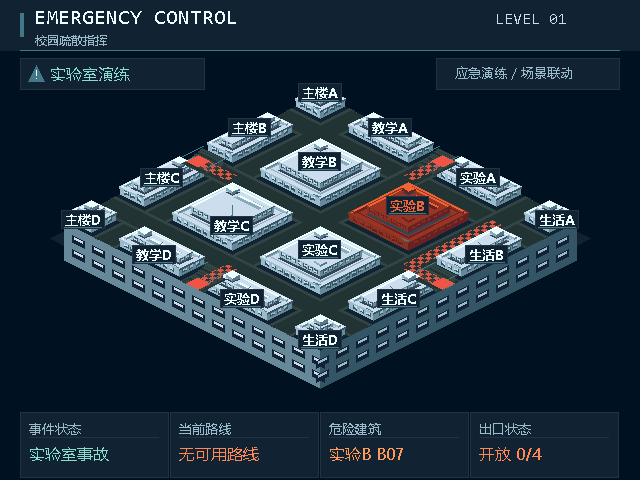 EMERGENCY CONTROL
LEVEL 01
校园疏散指挥
实验室演练
应急演练 / 场景联动
主楼A
主楼B
教学A
教学B
主楼C
实验A
实验B
主楼D
教学C
生活A
教学D
实验C
生活B
实验D
生活C
生活D
事件状态
实验室事故
当前路线
无可用路线
危险建筑
实验B B07
出口状态
开放 0/4